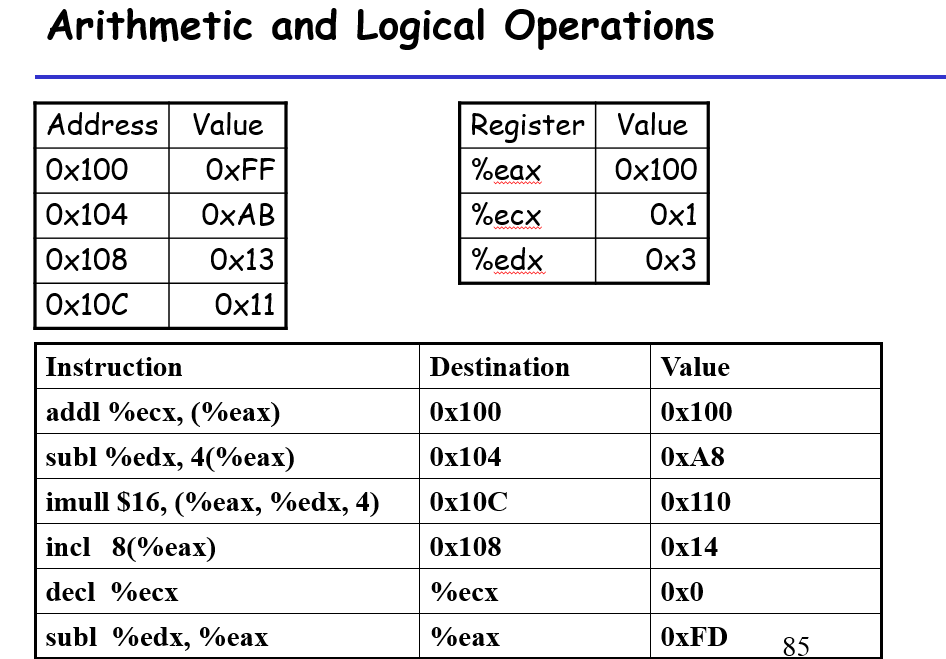 Arithmetic and Logical Operations
Address Value
0x100 0xFF
0x104 0xAB
0x108 0x13
0x10C 0x11
Register Value
%eax 0x100
%ecx 0x1
%edx 0x3
Instruction Destination Value
addl %ecx, (%eax) 0x100 0x100
subl %edx, 4(%eax) 0x104 0xA8
imull $16, (%eax, %edx, 4) 0x10C 0x110
incl 8(%eax) 0x108 0x14
decl %ecx %ecx 0x0
subl %edx, %eax %eax 0xFD
85